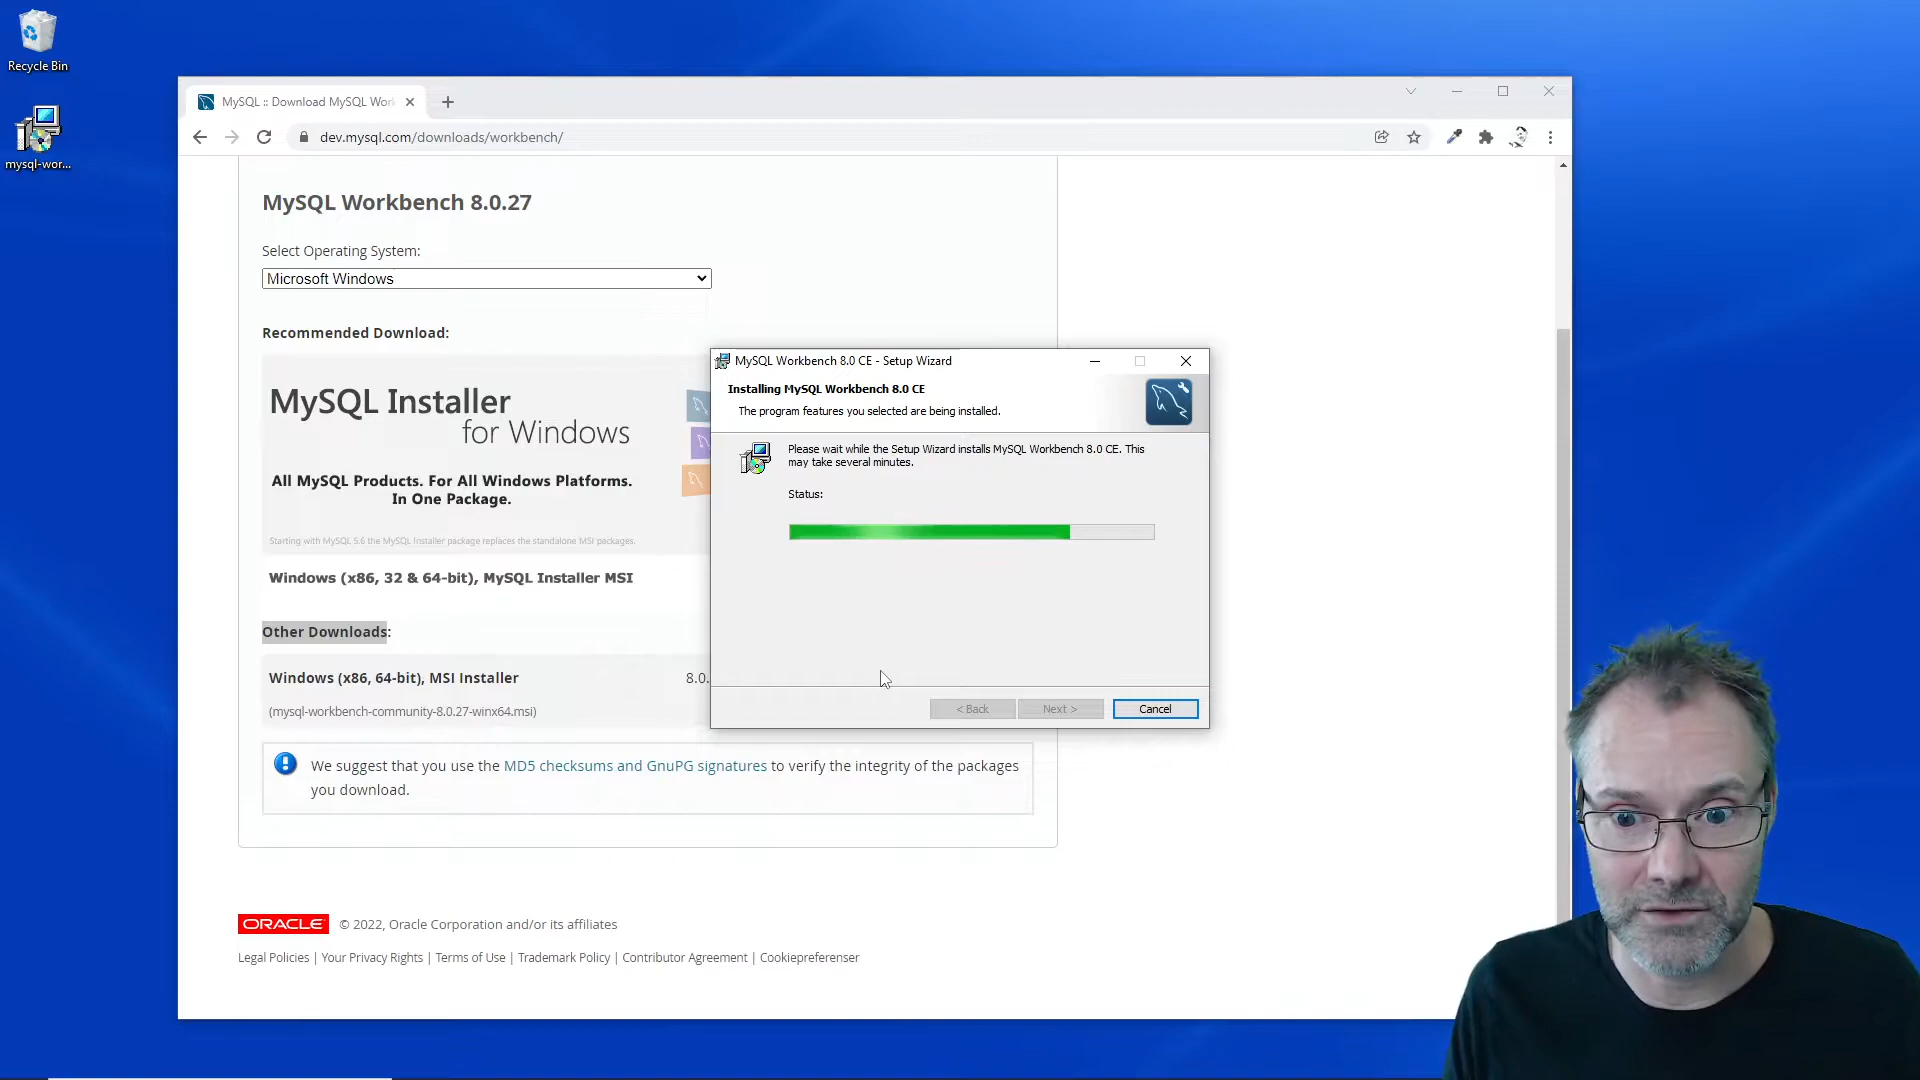 Recycle Bin
mysql-wor...
MySQL :: Download MySQL Wor
dev.mysql.com/downloads/workbench/
MySQL Workbench 8.0.27
Select Operating System:
Microsoft Windows
Recommended Download:
MySQL Installer
for Windows
All MySQL Products. For All Windows Platforms.
In One Package.
Starting with MySQL 5.6 the MySQL Installer package replaces the standalone MSI packages.
Windows (x86, 32 & 64-bit), MySQL Installer MSI
Other Downloads:
Windows (x86, 64-bit), MSI Installer
8.0.
(mysql-workbench-community-8.0.27-winx64.msi)
We suggest that you use the MD5 checksums and GnuPG signatures to verify the integrity of the packages
you download.
ORACLE © 2022, Oracle Corporation and/or its affiliates
Legal Policies | Your Privacy Rights | Terms of Use | Trademark Policy | Contributor Agreement | Cookiepreferenser
MySQL Workbench 8.0 CE - Setup Wizard
Installing MySQL Workbench 8.0 CE
The program features you selected are being installed.
Please wait while the Setup Wizard installs MySQL Workbench 8.0 CE. This
may take several minutes.
Status:
< Back
Next >
Cancel